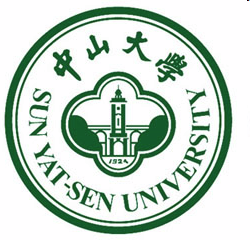 中山大學
SUN YAT-SEN UNIVERSITY
1924